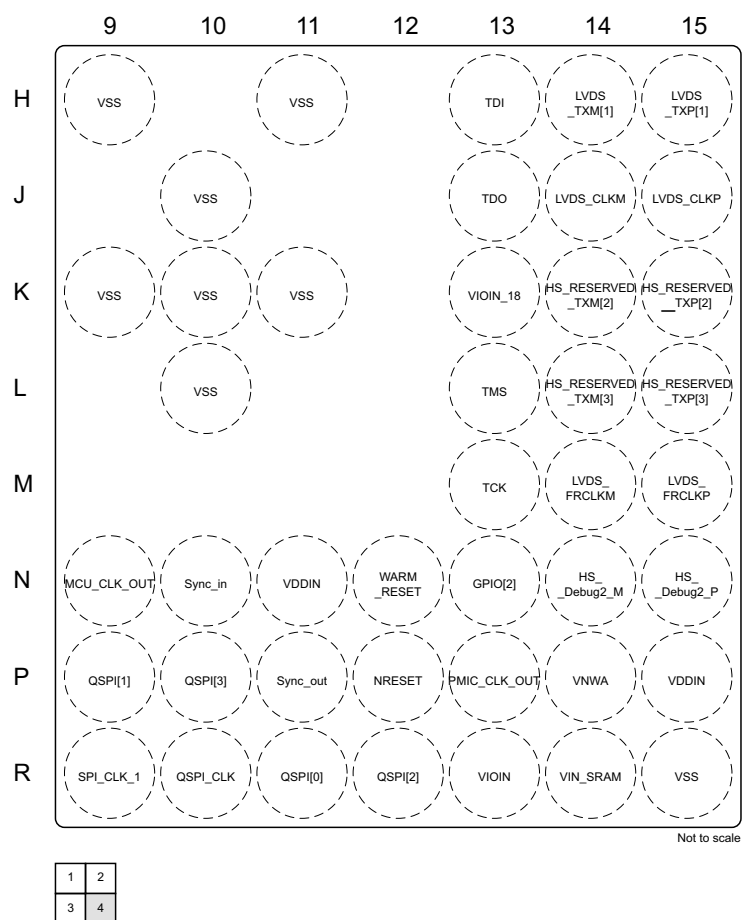 9 10 11 12 13 14 15
H
VSS
VSS
TDI
LVDS
_TXM[1]
LVDS
_TXP[1]
J
VSS
TDO
LVDS_CLKM
LVDS_CLKP
K
VSS
VSS
VSS
VIOIN_18
HS_RESERVED
_TXM[2]
HS_RESERVED
__TXP[2]
L
VSS
TMS
HS_RESERVED
_TXM[3]
HS_RESERVED
_TXP[3]
M
TCK
LVDS_
FRCLKM
LVDS_
FRCLKP
N
MCU_CLK_OUT
Sync_in
VDDIN
WARM
_RESET
GPIO[2]
HS_
_Debug2_M
HS_
_Debug2_P
P
QSPI[1]
QSPI[3]
Sync_out
NRESET
PMIC_CLK_OUT
VNWA
VDDIN
R
SPI_CLK_1
QSPI_CLK
QSPI[0]
QSPI[2]
VIOIN
VIN_SRAM
VSS
Not to scale
1 2
3 4